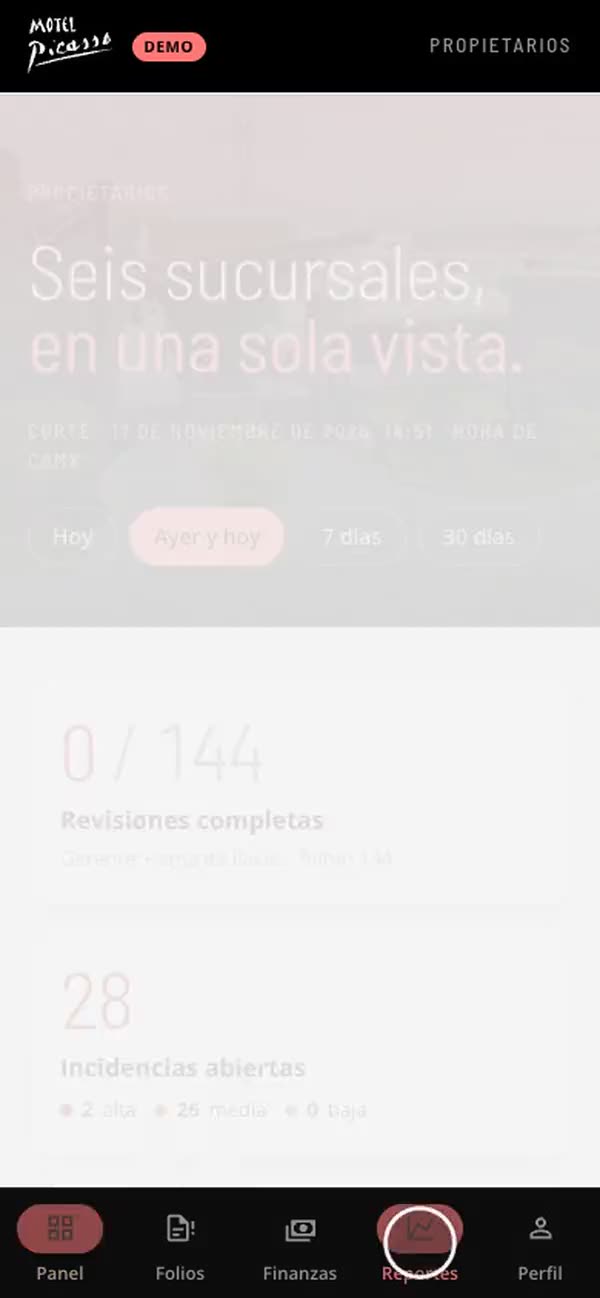 MOTEL
Picasso
DEMO
PROPIETARIOS
PROPIETARIOS
Seis sucursales,
en una sola vista.
CORTE 17 DE NOVIEMBRE DE 2026 HORA DE
CDMX
Hoy
Ayer y hoy
7 días
30 días
0 / 144
Revisiones completas
28
Incidencias abiertas
2 alta
26 media
0 baja
Panel
Folios
Finanzas
Reportes
Perfil